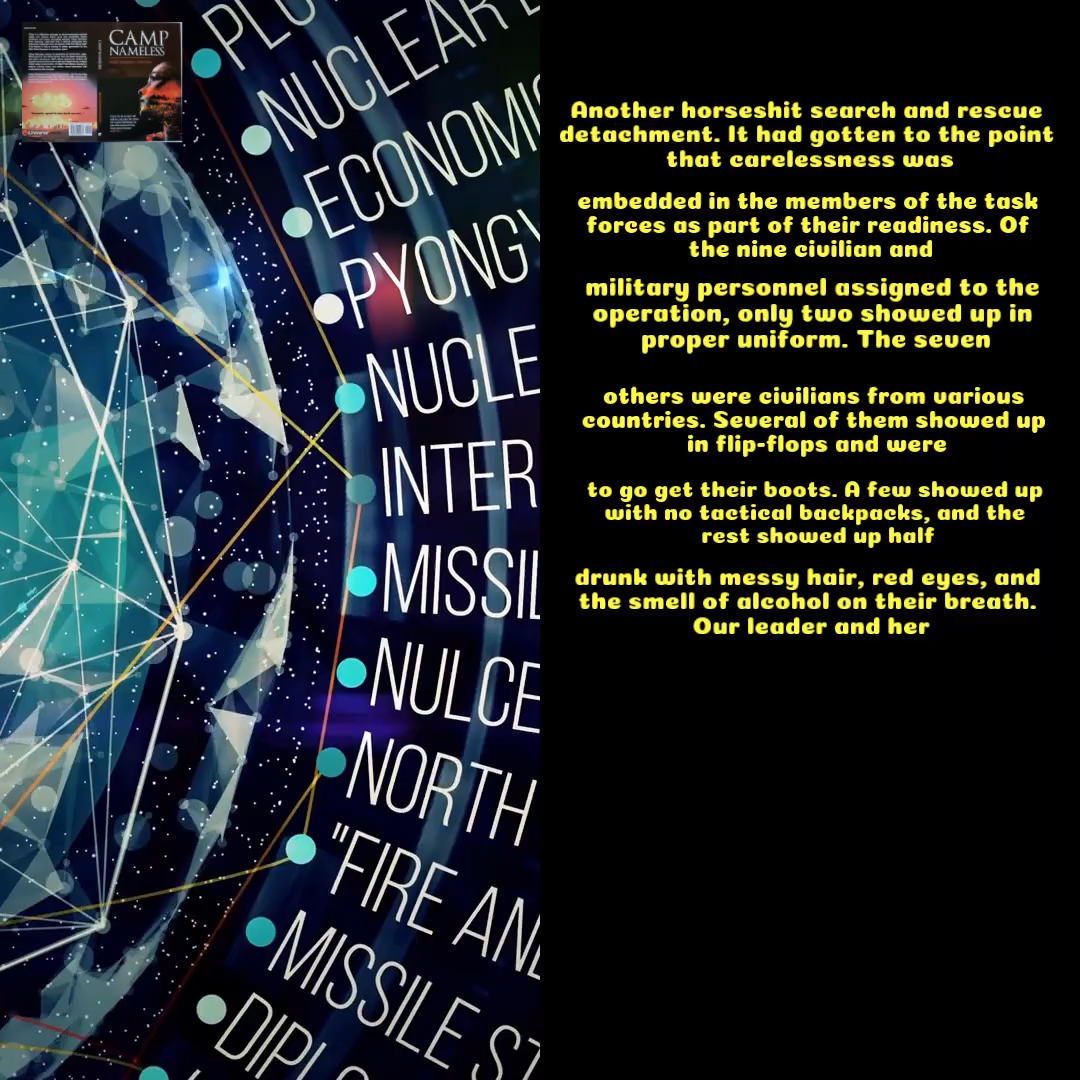 CAMP
NAMELESS
PLU
NUCLEAR
ECONOMIC
PYONGY
NUCLE
INTER
MISSIL
NULCE
NORTH
"FIRE AND
MISSILE ST
DIPL
Another horseshit search and rescue
detachment. It had gotten to the point
that carelessness was
embedded in the members of the task
forces as part of their readiness. Of
the nine civilian and
military personnel assigned to the
operation, only two showed up in
proper uniform. The seven
others were civilians from various
countries. Several of them showed up
in flip-flops and were
to go get their boots. A few showed up
with no tactical backpacks, and the
rest showed up half
drunk with messy hair, red eyes, and
the smell of alcohol on their breath.
Our leader and her